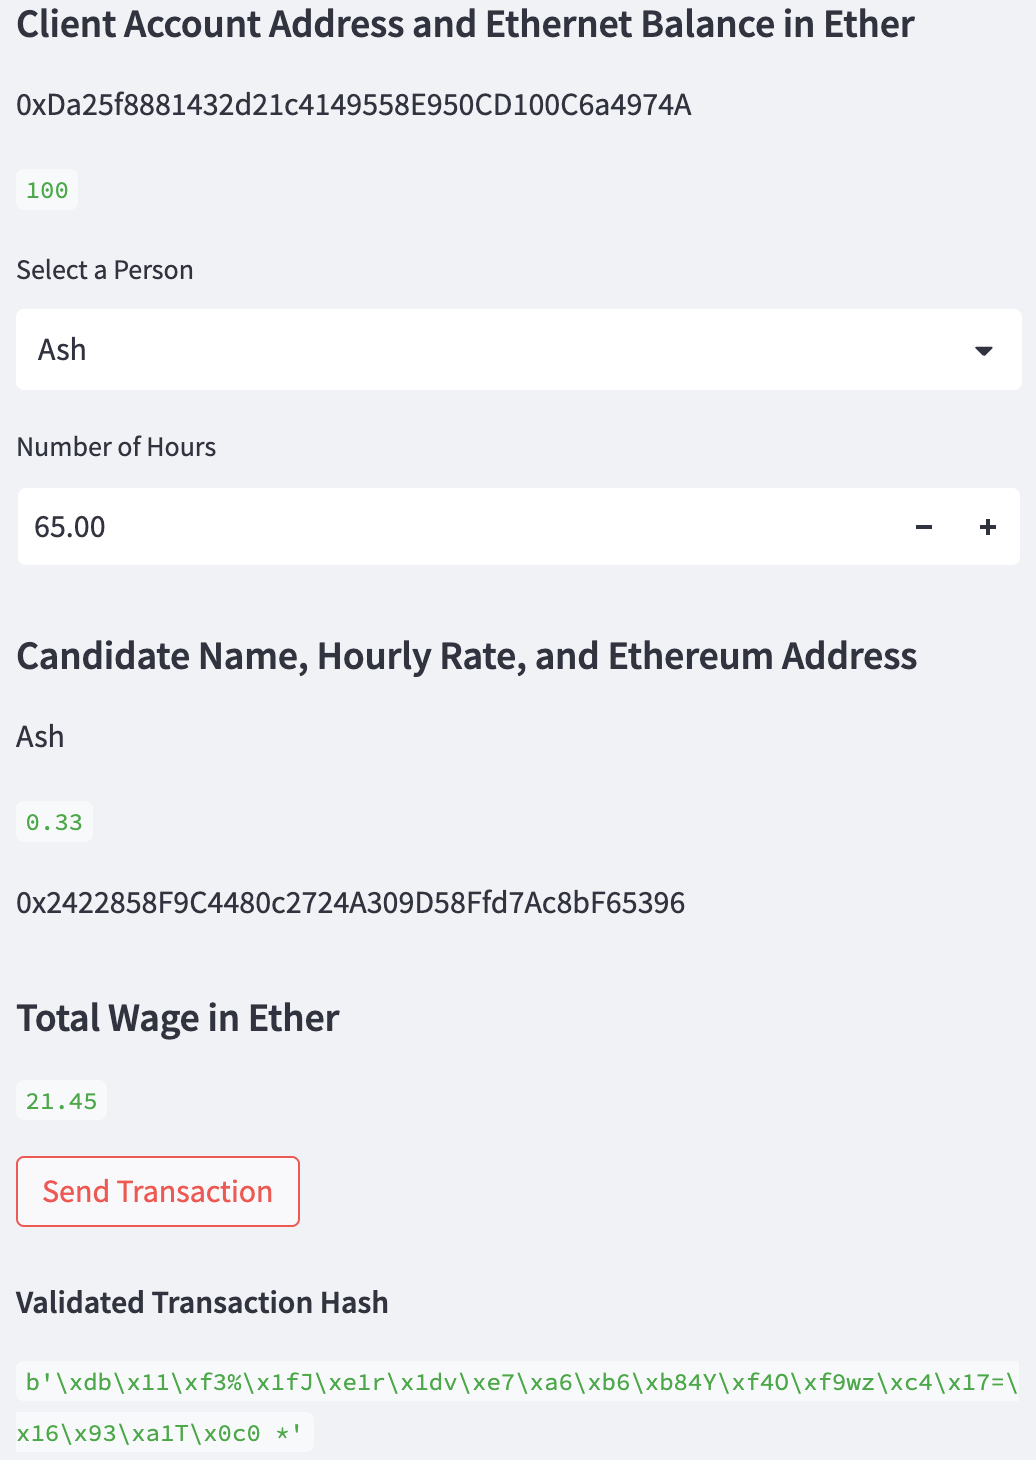 Client Account Address and Ethernet Balance in Ether
0xDa25f8881432d21c4149558E950CD100C6a4974A
100
Select a Person
Ash
Number of Hours
65.00
Candidate Name, Hourly Rate, and Ethereum Address
Ash
0.33
0x2422858F9C4480c2724A309D58Ffd7Ac8bF65396
Total Wage in Ether
21.45
Send Transaction
Validated Transaction Hash
b'\xdb\x11\xf3%\x1fJ\xe1r\x1dv\xe7\xa6\xb6\xb84Y\xf4O\xf9wz\xc4\x17=\
x16\x93\xa1T\x0c0 *'